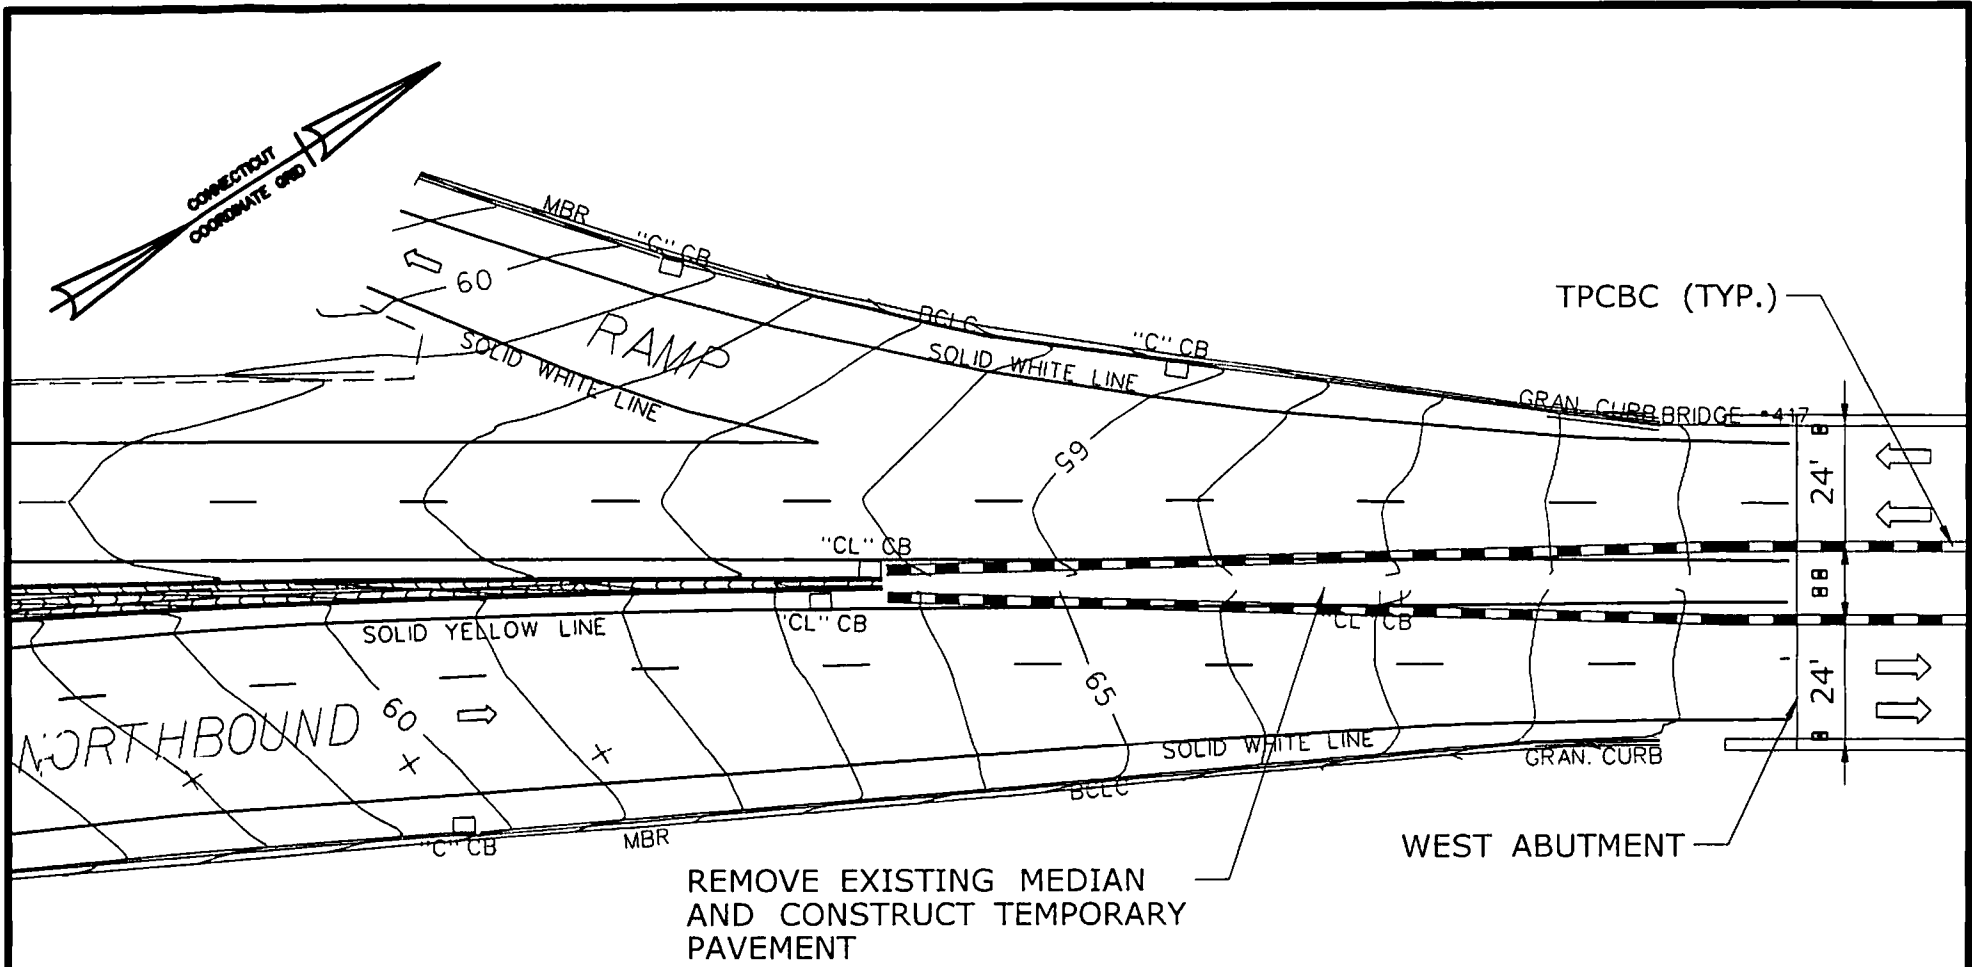 CONNECTICUT
COORDINATE GRID
MBR
"C" CB
60
RAMP
SOLID WHITE LINE
BCLC
SOLID WHITE LINE
"C" CB
TPCBC (TYP.)
GRAN. CURB
BRIDGE #417
65
24'
"CL" CB
"CL" CB
"CL" CB
SOLID YELLOW LINE
NORTHBOUND
60
65
24'
SOLID WHITE LINE
GRAN. CURB
BCLC
"C" CB
MBR
WEST ABUTMENT
REMOVE EXISTING MEDIAN
AND CONSTRUCT TEMPORARY
PAVEMENT